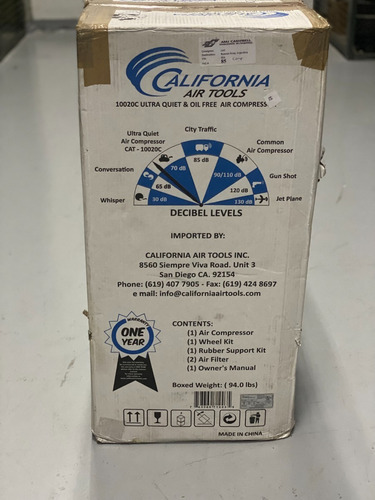 CALIFORNIA
AIR TOOLS
10020C ULTRA QUIET & OIL FREE AIR COMPRESS
City Traffic
Ultra Quiet
Air Compressor
CAT - 10020C
Common
Air Compressor
85 dB
70 dB
90/110 dB
Conversation
Gun Shot
65 dB
120 dB
S
L
Whisper
30 dB
130 dB
Jet Plane
DECIBEL LEVELS
IMPORTED BY:
CALIFORNIA AIR TOOLS INC.
8560 Siempre Viva Road. Unit 3
San Diego CA. 92154
Phone: (619) 407 7905 - Fax: (619) 424 8697
e mail: info@californiaairtools.com
WARRANTY
ONE
YEAR
CONTENTS:
(1) Air Compressor
(1) Wheel Kit
(1) Rubber Support Kit
(2) Air Filter
(1) Owner's Manual
Boxed Weight: ( 94.0 lbs)
MADE IN CHINA